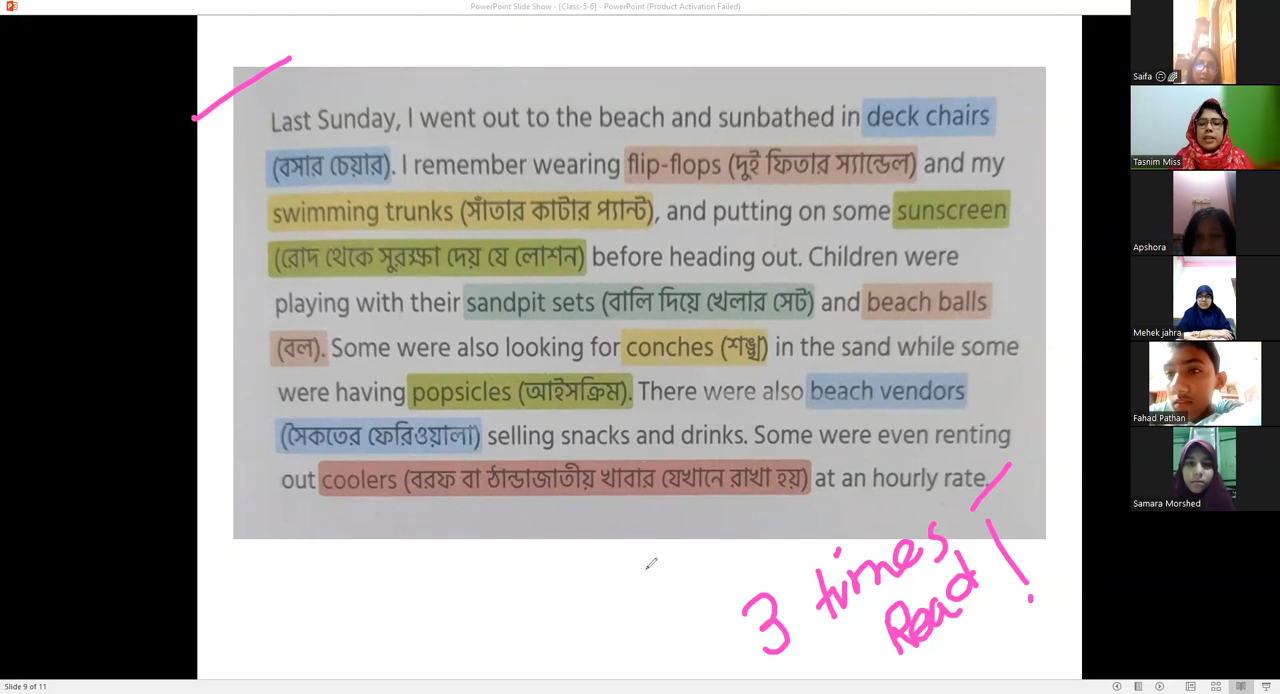 PowerPoint Slide Show - [Class-5-6] - PowerPoint (Product Activation Failed)
Last Sunday, I went out to the beach and sunbathed in deck chairs
(বসার চেয়ার). I remember wearing flip-flops (দুই ফিতার স্যান্ডেল) and my
swimming trunks (সাঁতার কাটার প্যান্ট), and putting on some sunscreen
(রোদ থেকে সুরক্ষা দেয় যে লোশন) before heading out. Children were
playing with their sandpit sets (বালি দিয়ে খেলার সেট) and beach balls
(বল). Some were also looking for conches (শঙ্খ) in the sand while some
were having popsicles (আইসক্রিম). There were also beach vendors
(সৈকতের ফেরিওয়ালা) selling snacks and drinks. Some were even renting
out coolers (বরফ বা ঠান্ডাজাতীয় খাবার যেখানে রাখা হয়) at an hourly rate.
3 times
Read!
Saifa
Tasnim Miss
Apshora
Mehek jahra
Fahad Pathan
Samara Morshed
Slide 9 of 11